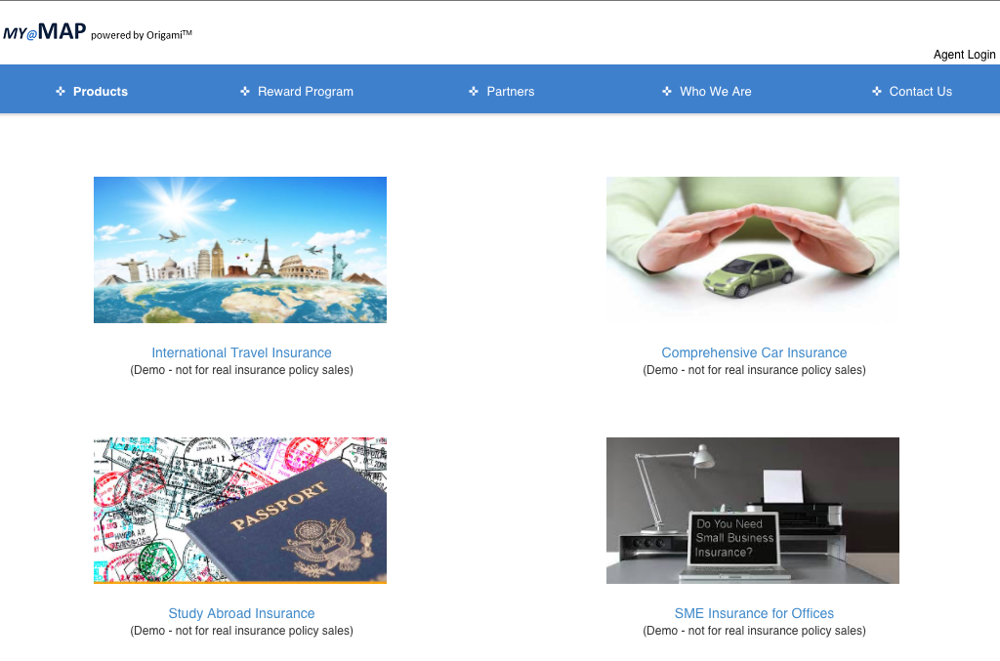 MY@MAP powered by Origami™
Agent Login
Products
Reward Program
Partners
Who We Are
Contact Us
International Travel Insurance
(Demo - not for real insurance policy sales)
Comprehensive Car Insurance
(Demo - not for real insurance policy sales)
PASSPORT
Do You Need
Small Business
Insurance?
Study Abroad Insurance
(Demo - not for real insurance policy sales)
SME Insurance for Offices
(Demo - not for real insurance policy sales)